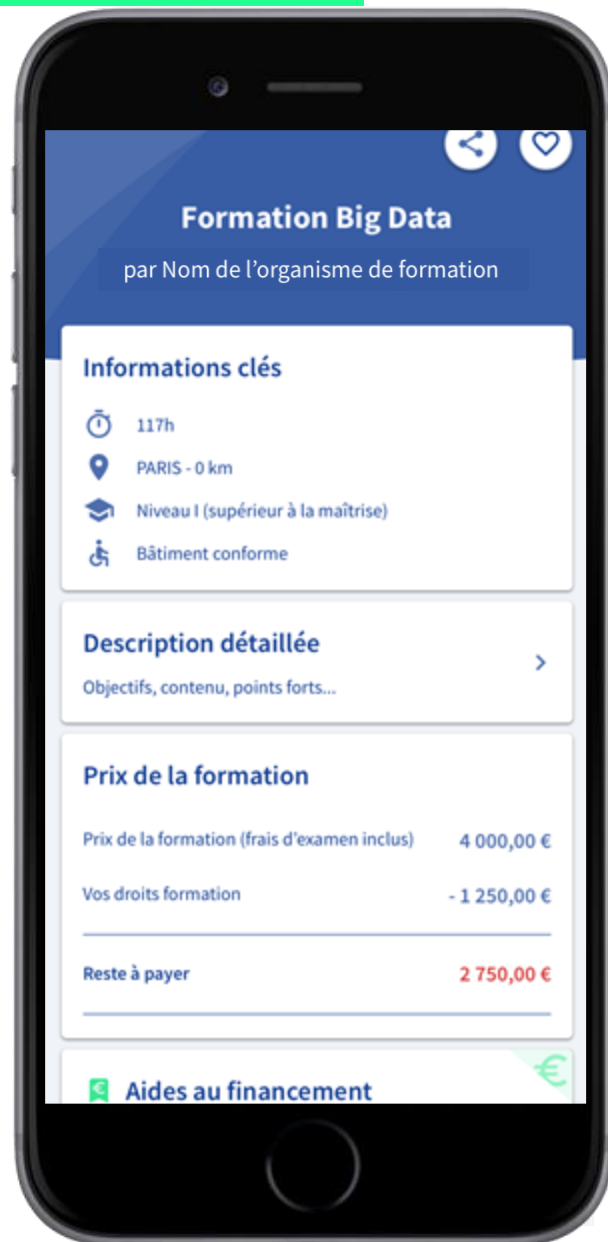 Formation Big Data
par Nom de l'organisme de formation
Informations clés
117h
PARIS - 0 km
Niveau I (supérieur à la maîtrise)
Bâtiment conforme
Description détaillée
Objectifs, contenu, points forts...
Prix de la formation
Prix de la formation (frais d'examen inclus) 4 000,00 €
Vos droits formation - 1 250,00 €
Reste à payer 2 750,00 €
€
Aides au financement